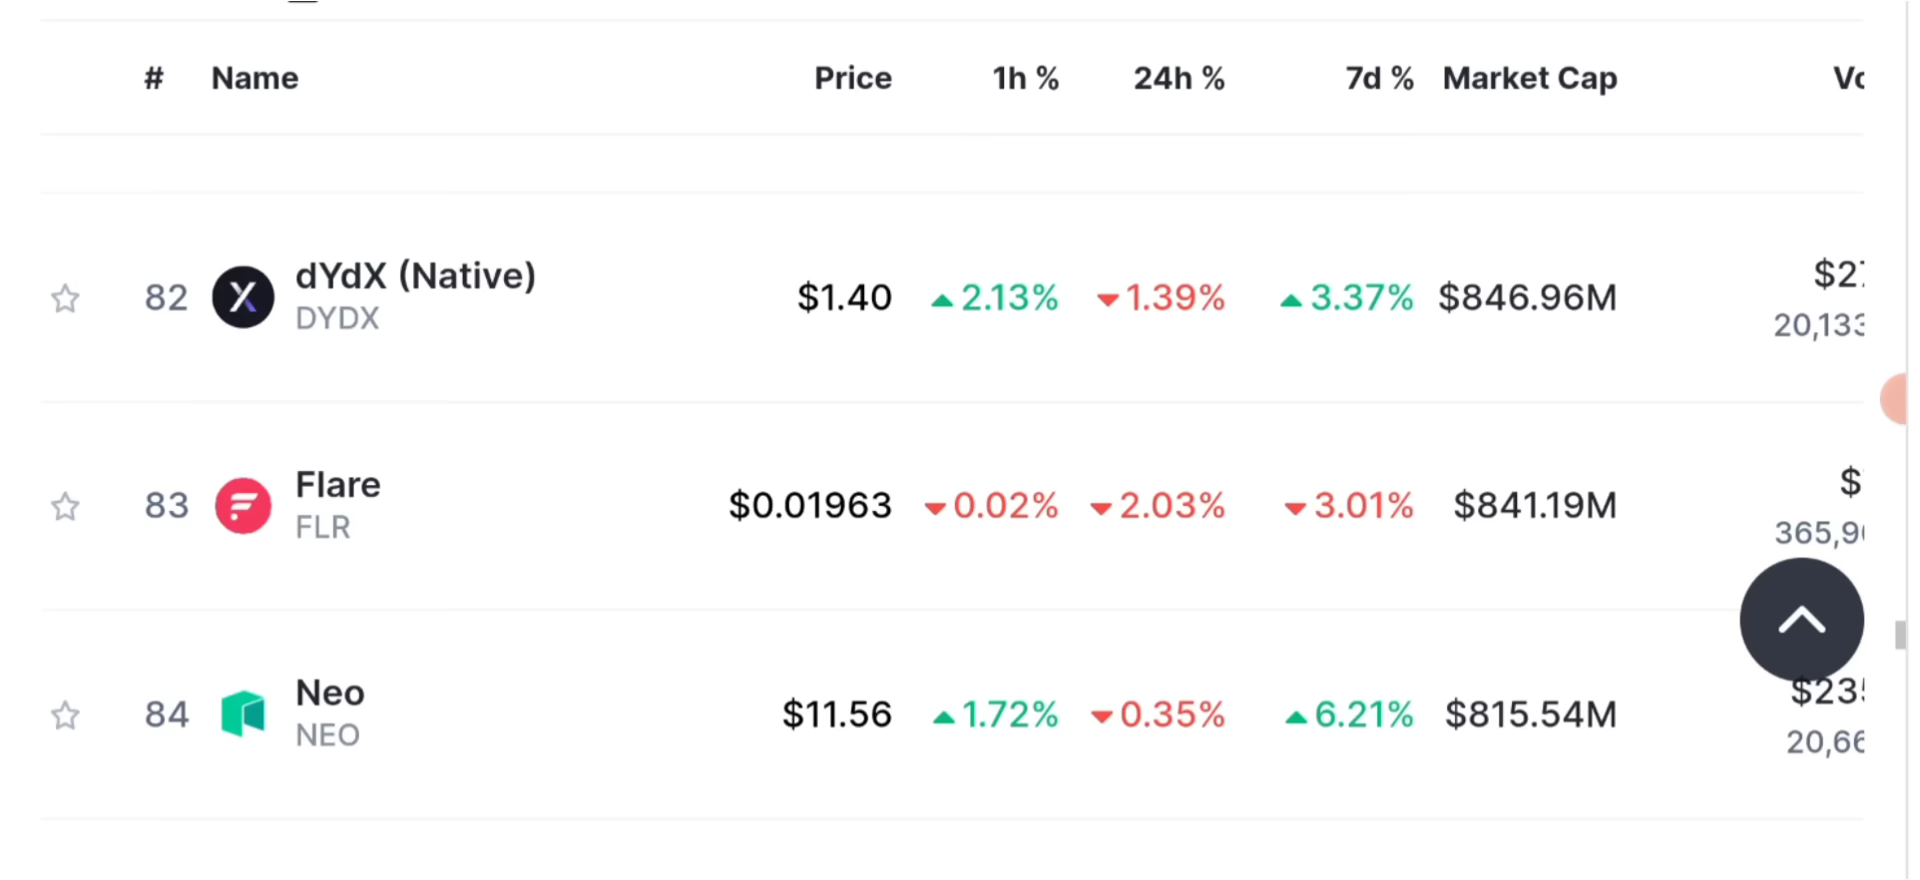 # Name Price 1h % 24h % 7d % Market Cap
82 dYdX (Native) DYDX $1.40 ▲2.13% ▼1.39% ▲3.37% $846.96M
83 Flare FLR $0.01963 ▼0.02% ▼2.03% ▼3.01% $841.19M
84 Neo NEO $11.56 ▲1.72% ▼0.35% ▲6.21% $815.54M